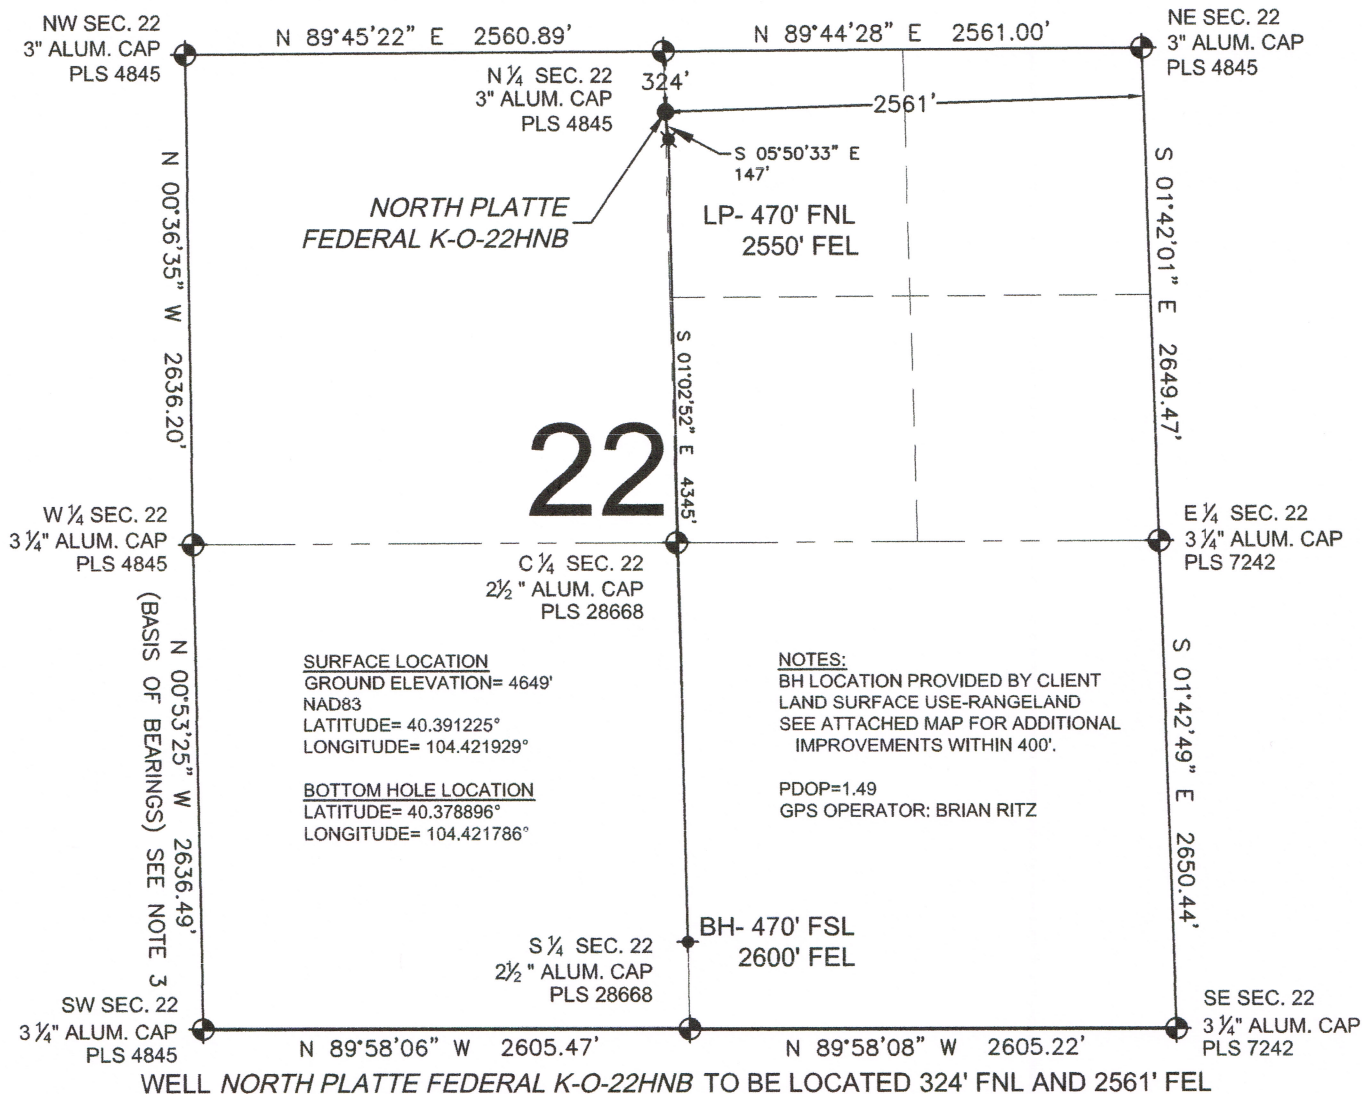 NW SEC. 22
3" ALUM. CAP
PLS 4845
N 89°45'22" E 2560.89'
N 89°44'28" E 2561.00'
NE SEC. 22
3" ALUM. CAP
PLS 4845
N ¼ SEC. 22
3" ALUM. CAP
PLS 4845
324'
2561'
S 05°50'33" E
147'
NORTH PLATTE
FEDERAL K-O-22HNB
LP- 470' FNL
2550' FEL
N 00°36'35" W 2636.20'
S 01°42'01" E 2649.47'
S 01°02'52" E 4345'
22
W ¼ SEC. 22
3 ¼" ALUM. CAP
PLS 4845
C ¼ SEC. 22
2½" ALUM. CAP
PLS 28668
E ¼ SEC. 22
3 ¼" ALUM. CAP
PLS 7242
N 00°53'25" W 2636.49'
(BASIS OF BEARINGS) SEE NOTE 3
SURFACE LOCATION
GROUND ELEVATION= 4649'
NAD83
LATITUDE= 40.391225°
LONGITUDE= 104.421929°
BOTTOM HOLE LOCATION
LATITUDE= 40.378896°
LONGITUDE= 104.421786°
NOTES:
BH LOCATION PROVIDED BY CLIENT
LAND SURFACE USE-RANGELAND
SEE ATTACHED MAP FOR ADDITIONAL
IMPROVEMENTS WITHIN 400'.
PDOP=1.49
GPS OPERATOR: BRIAN RITZ
S 01°42'49" E 2650.44'
BH- 470' FSL
2600' FEL
S ¼ SEC. 22
2½" ALUM. CAP
PLS 28668
SW SEC. 22
3 ¼" ALUM. CAP
PLS 4845
SE SEC. 22
3 ¼" ALUM. CAP
PLS 7242
N 89°58'06" W 2605.47'
N 89°58'08" W 2605.22'
WELL NORTH PLATTE FEDERAL K-O-22HNB TO BE LOCATED 324' FNL AND 2561' FEL